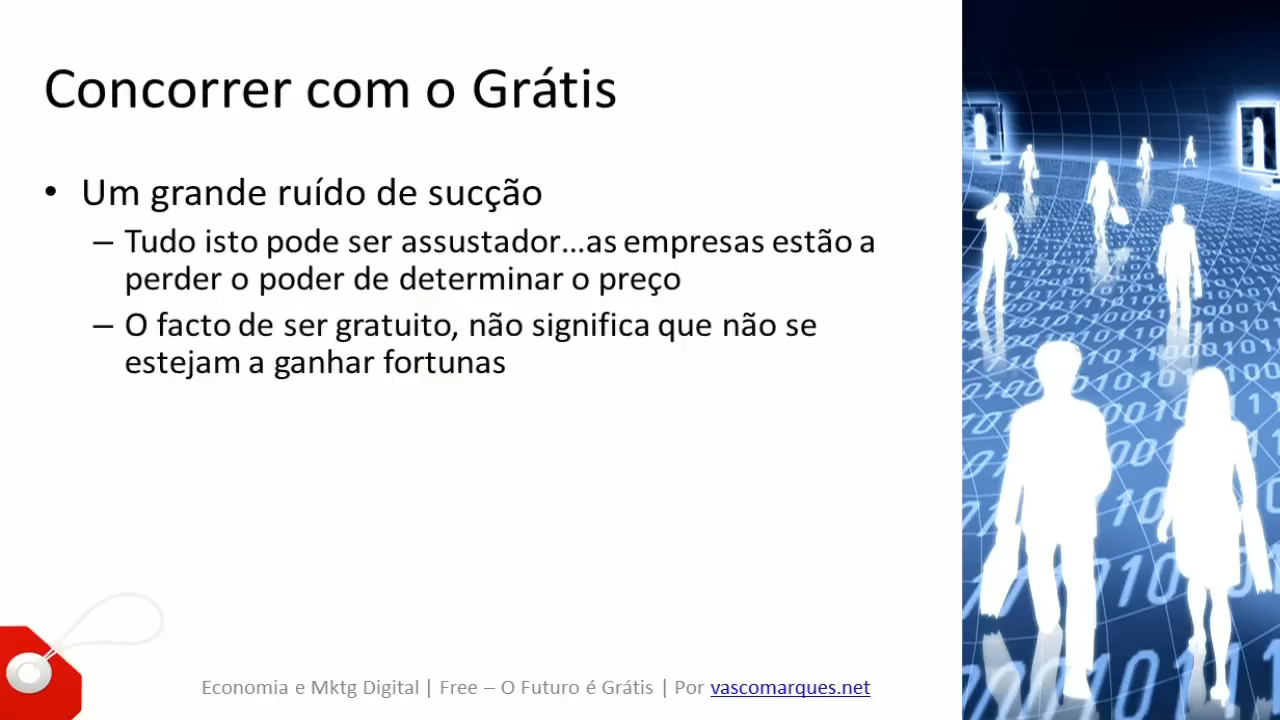 Concorrer com o Grátis
• Um grande ruído de sucção
– Tudo isto pode ser assustador...as empresas estão a
perder o poder de determinar o preço
– O facto de ser gratuito, não significa que não se
estejam a ganhar fortunas
Economia e Mktg Digital | Free – O Futuro é Grátis | Por vascomarques.net